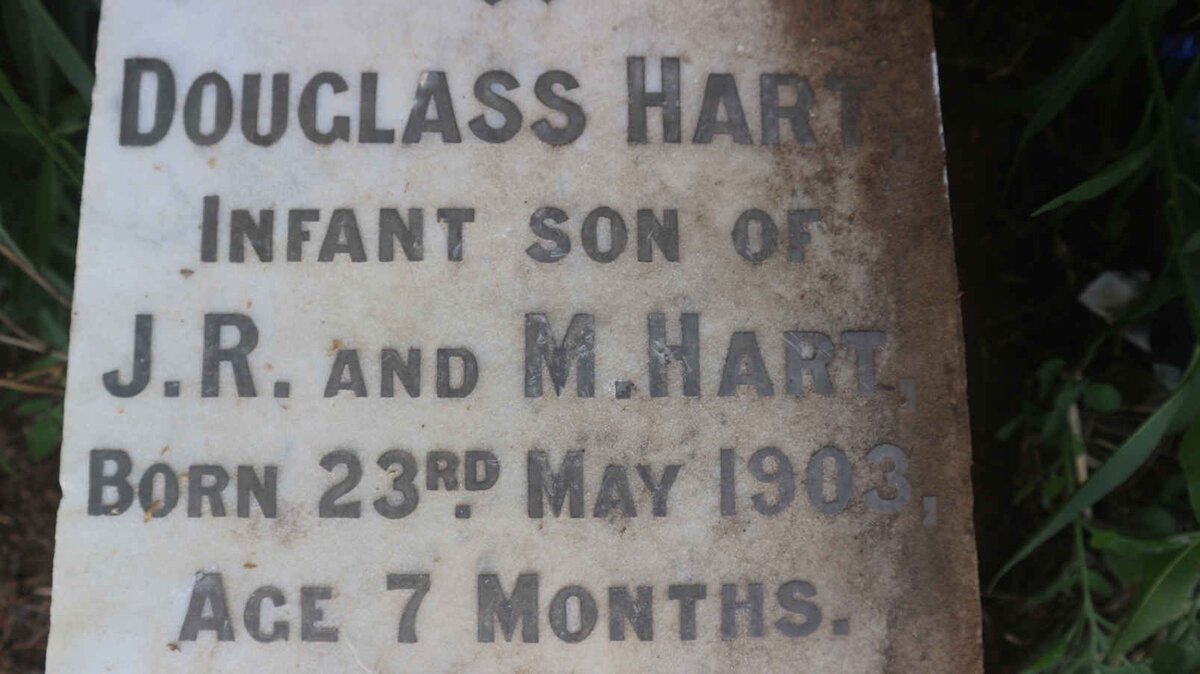 DOUGLASS HART,
INFANT SON OF
J.R. AND M.HART,
BORN 23RD. MAY 1903,
AGE 7 MONTHS.